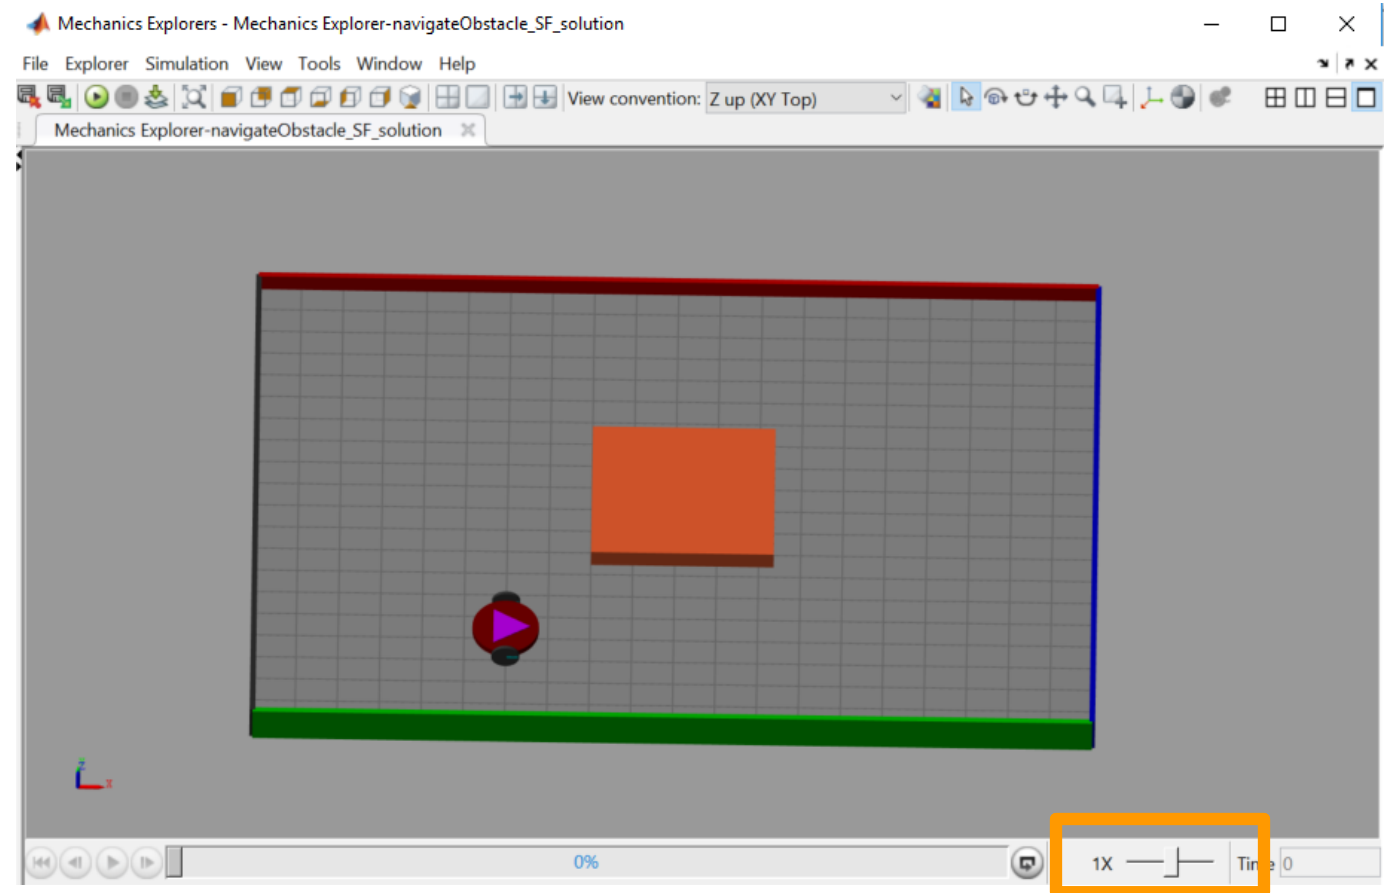 Mechanics Explorers - Mechanics Explorer-navigateObstacle_SF_solution
File Explorer Simulation View Tools Window Help
View convention: Z up (XY Top)
Mechanics Explorer-navigateObstacle_SF_solution
z
x
0% 1X Time 0